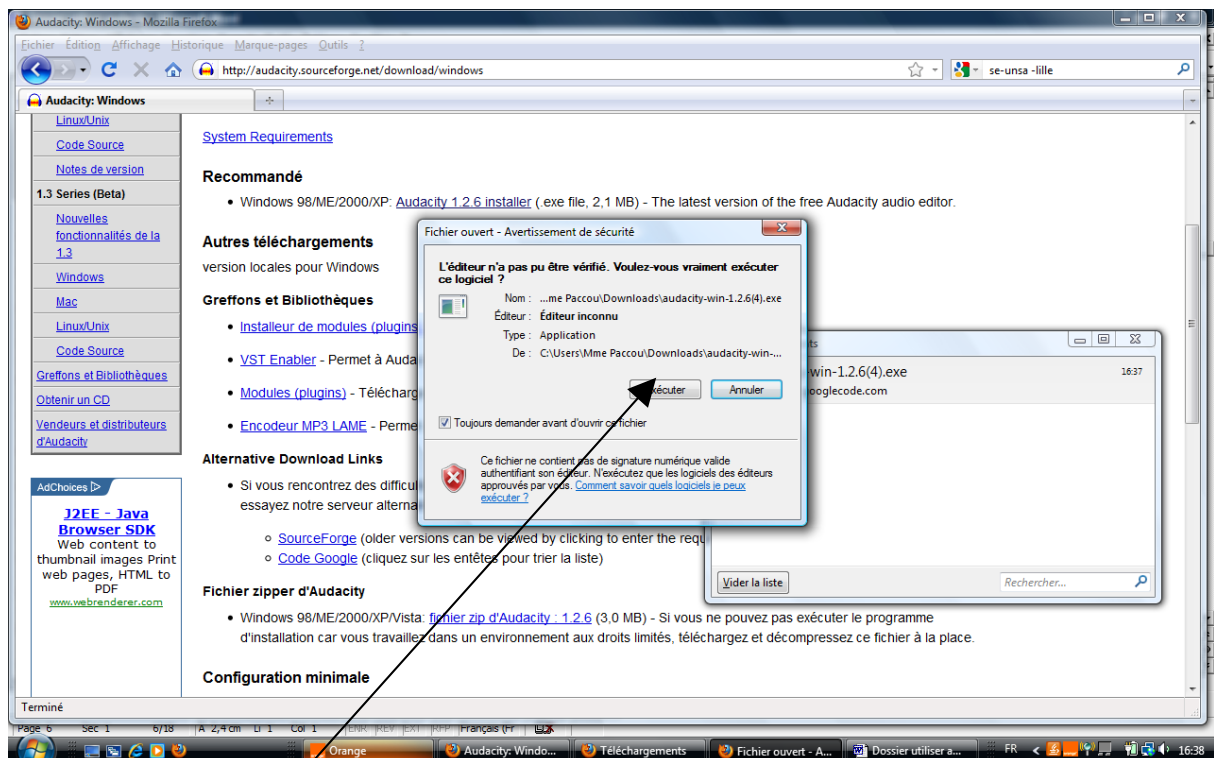 Audacity: Windows - Mozilla Firefox
Fichier Édition Affichage Historique Marque-pages Outils ?
http://audacity.sourceforge.net/download/windows
se-unsa -lille
Audacity: Windows
Linux/Unix
Code Source
Notes de version
1.3 Series (Beta)
Nouvelles
fonctionnalités de la
1.3
Windows
Mac
Linux/Unix
Code Source
Greffons et Bibliothèques
Obtenir un CD
Vendeurs et distributeurs
d'Audacity
AdChoices
J2EE - Java
Browser SDK
Web content to
thumbnail images Print
web pages, HTML to
PDF
www.webrenderer.com
System Requirements
Recommandé
• Windows 98/ME/2000/XP: Audacity 1.2.6 installer (.exe file, 2,1 MB) - The latest version of the free Audacity audio editor.
Autres téléchargements
version locales pour Windows
Greffons et Bibliothèques
• Installeur de modules (plugins
• VST Enabler - Permet à Auda
• Modules (plugins) - Télécharg
• Encodeur MP3 LAME - Perme
Alternative Download Links
• Si vous rencontrez des difficul
essayez notre serveur alterna
SourceForge (older versions can be viewed by clicking to enter the requ
Code Google (cliquez sur les entêtes pour trier la liste)
Fichier zipper d'Audacity
• Windows 98/ME/2000/XP/Vista: fichier zip d'Audacity : 1.2.6 (3,0 MB) - Si vous ne pouvez pas exécuter le programme
d'installation car vous travaillez dans un environnement aux droits limités, téléchargez et décompressez ce fichier à la place.
Configuration minimale
Fichier ouvert - Avertissement de sécurité
L'éditeur n'a pas pu être vérifié. Voulez-vous vraiment exécuter
ce logiciel ?
Nom : ...me Paccou\Downloads\audacity-win-1.2.6(4).exe
Éditeur : Éditeur inconnu
Type : Application
De : C:\Users\Mme Paccou\Downloads\audacity-win-...
Exécuter Annuler
Toujours demander avant d'ouvrir ce fichier
Ce fichier ne contient pas de signature numérique valide
authentifiant son éditeur. N'exécutez que les logiciels des éditeurs
approuvés par vous. Comment savoir quels logiciels je peux
exécuter ?
ts
win-1.2.6(4).exe 16:37
ooglecode.com
Vider la liste Rechercher...
Terminé
Page 6 Sec 1 6/18 À 2,4 cm Li 1 Col 1 ENR REV EXT RFP Français (Fr
Orange Audacity: Windo... Téléchargements Fichier ouvert - A... Dossier utiliser a... FR 16:38